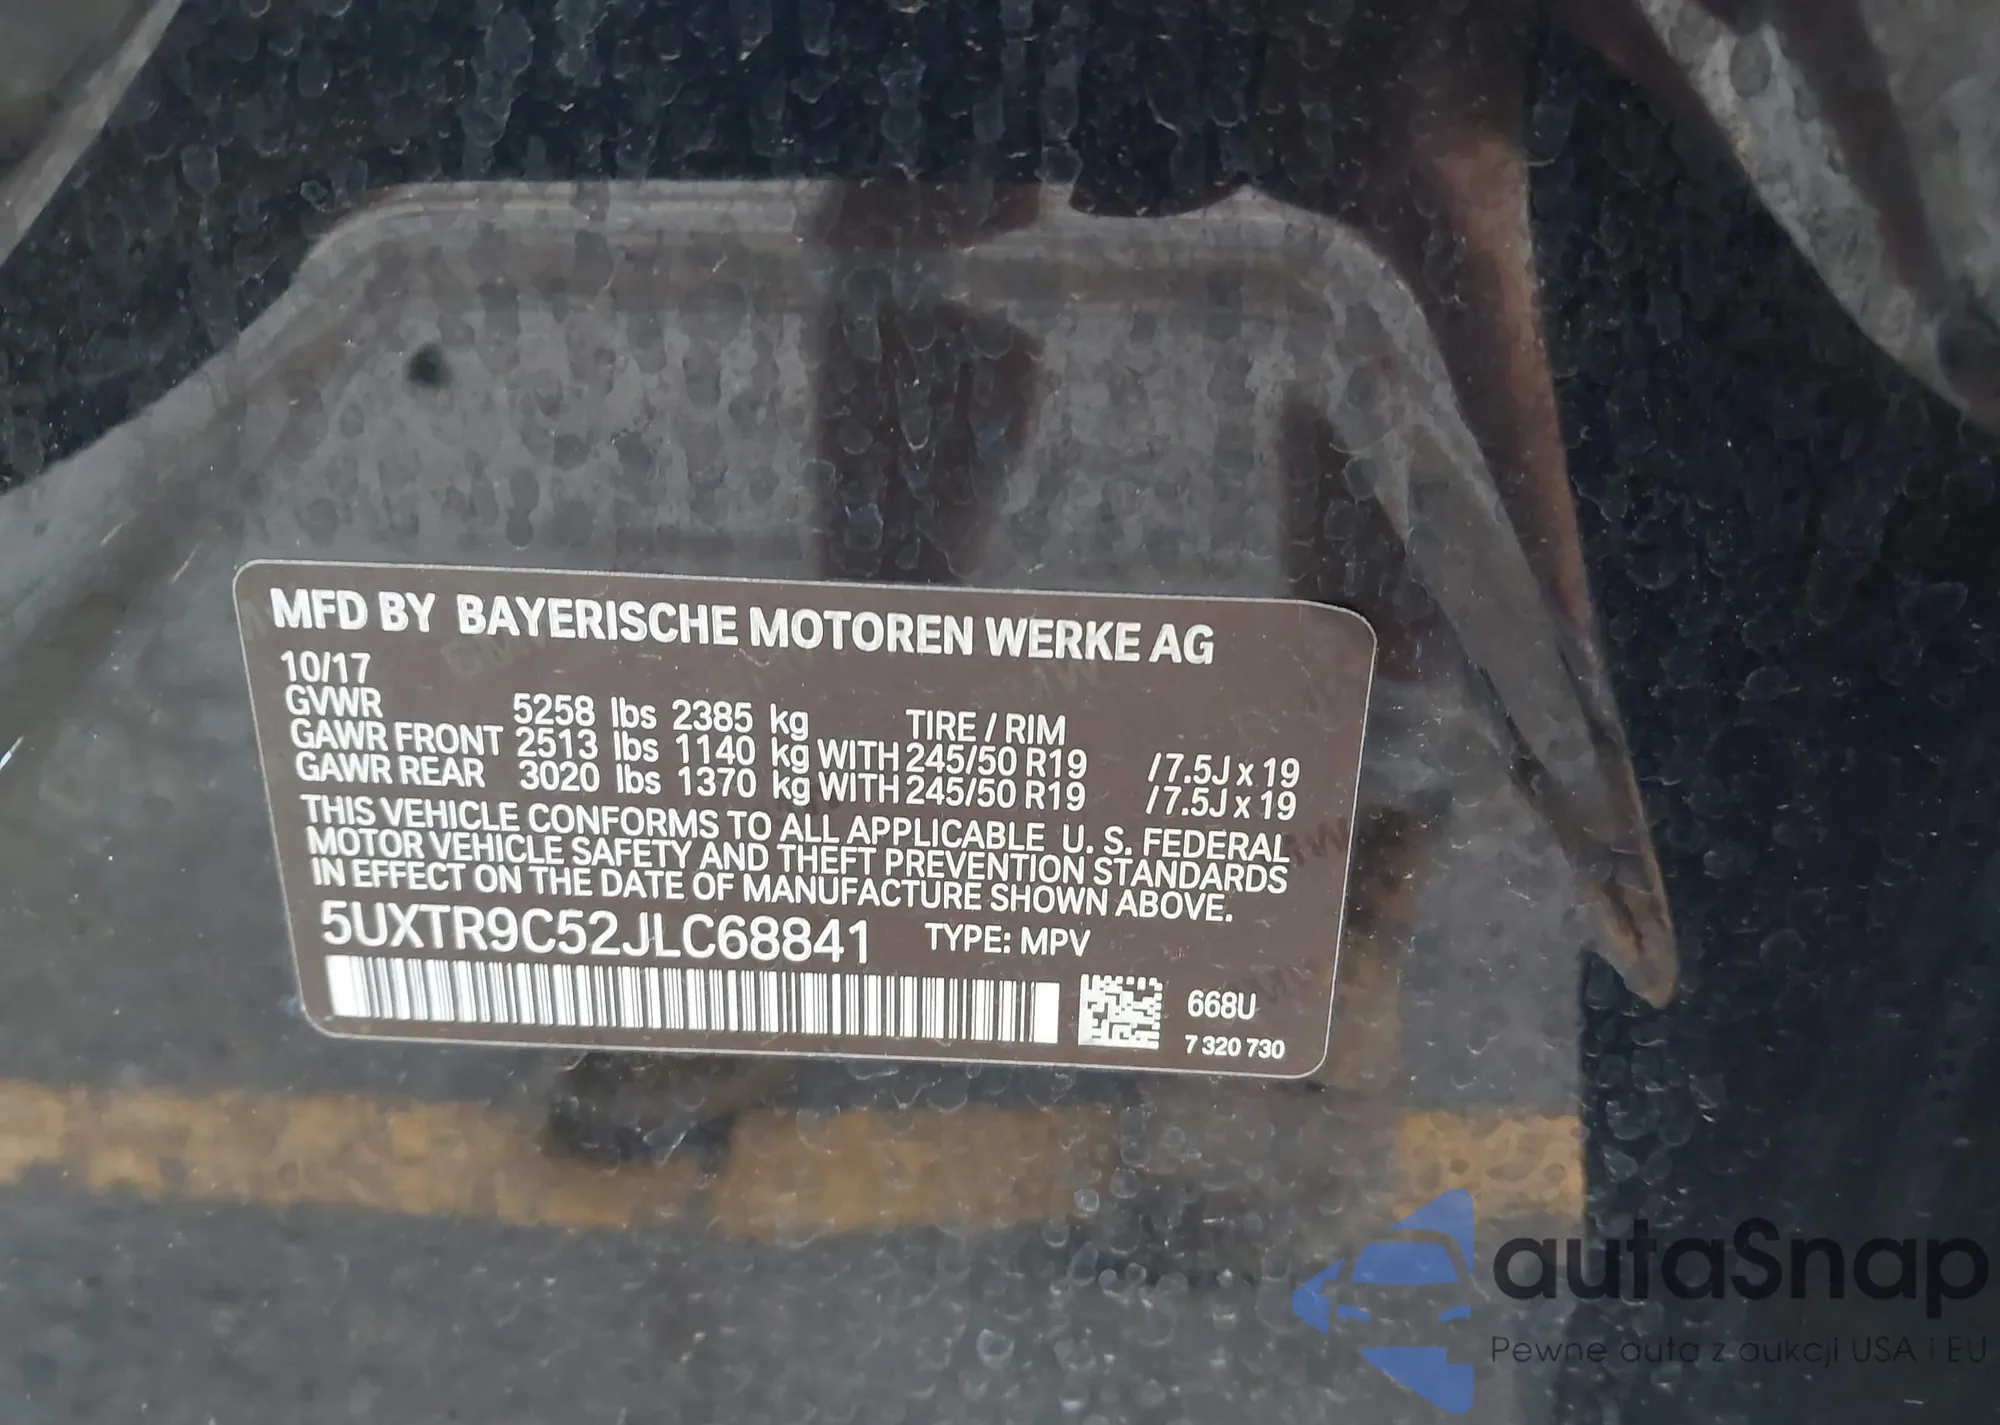 MFD BY BAYERISCHE MOTOREN WERKE AG
10/17
GVWR 5258 lbs 2385 kg TIRE / RIM
GAWR FRONT 2513 lbs 1140 kg WITH 245/50 R19 /7.5J x 19
GAWR REAR 3020 lbs 1370 kg WITH 245/50 R19 /7.5J x 19
THIS VEHICLE CONFORMS TO ALL APPLICABLE U. S. FEDERAL
MOTOR VEHICLE SAFETY AND THEFT PREVENTION STANDARDS
IN EFFECT ON THE DATE OF MANUFACTURE SHOWN ABOVE.
5UXTR9C52JLC68841 TYPE: MPV
668U
7 320 730
autaSnap
Pewne auta z aukcji USA i EU